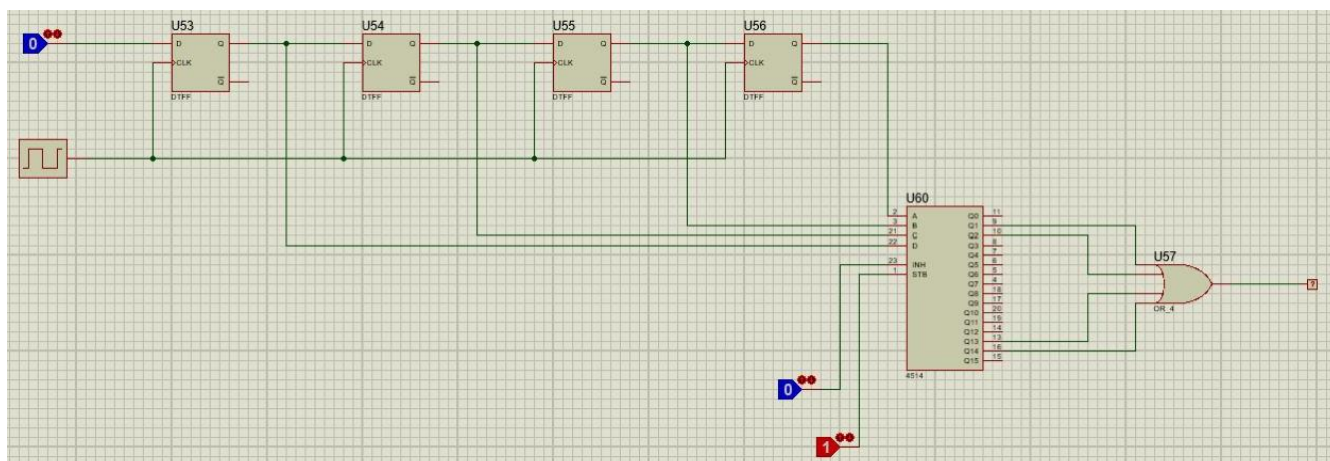 U53
U54
U55
U56
0
D
Q
D
Q
D
Q
D
Q
CLK
CLK
CLK
CLK
Q
Q
Q
Q
DTFF
DTFF
DTFF
DTFF
U60
2 A Q0 11
3 B Q1 9
21 C Q2 10
22 D Q3 8
Q4 7
23 INH Q5 6
1 STB Q6 5
Q7 4
Q8 18
Q9 17
Q10 20
Q11 19
Q12 14
Q13 13
Q14 16
Q15 15
4514
U57
OR_4
?
0
1